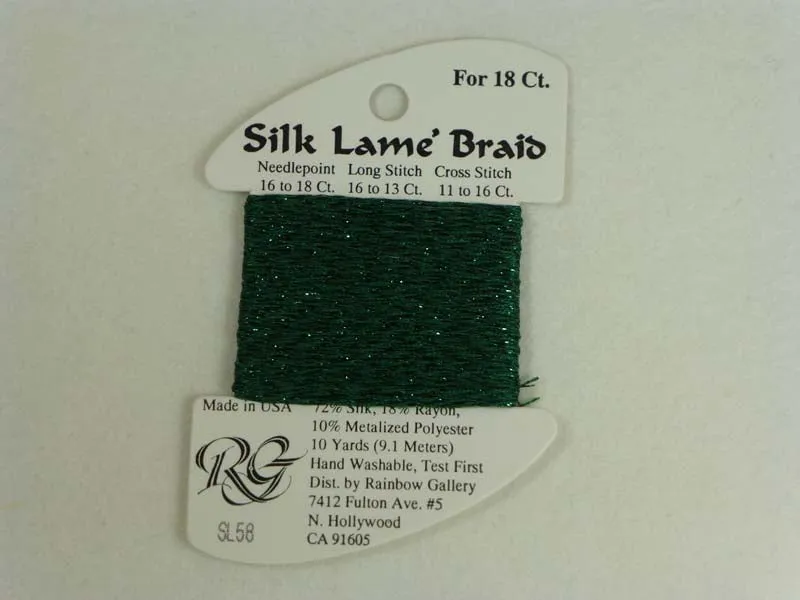 For 18 Ct.
Silk Lame' Braid
Needlepoint Long Stitch Cross Stitch
16 to 18 Ct. 16 to 13 Ct. 11 to 16 Ct.
Made in USA 72% Silk, 18% Rayon,
10% Metalized Polyester
10 Yards (9.1 Meters)
Hand Washable, Test First
Dist. by Rainbow Gallery
7412 Fulton Ave. #5
N. Hollywood
CA 91605
RG
SL58